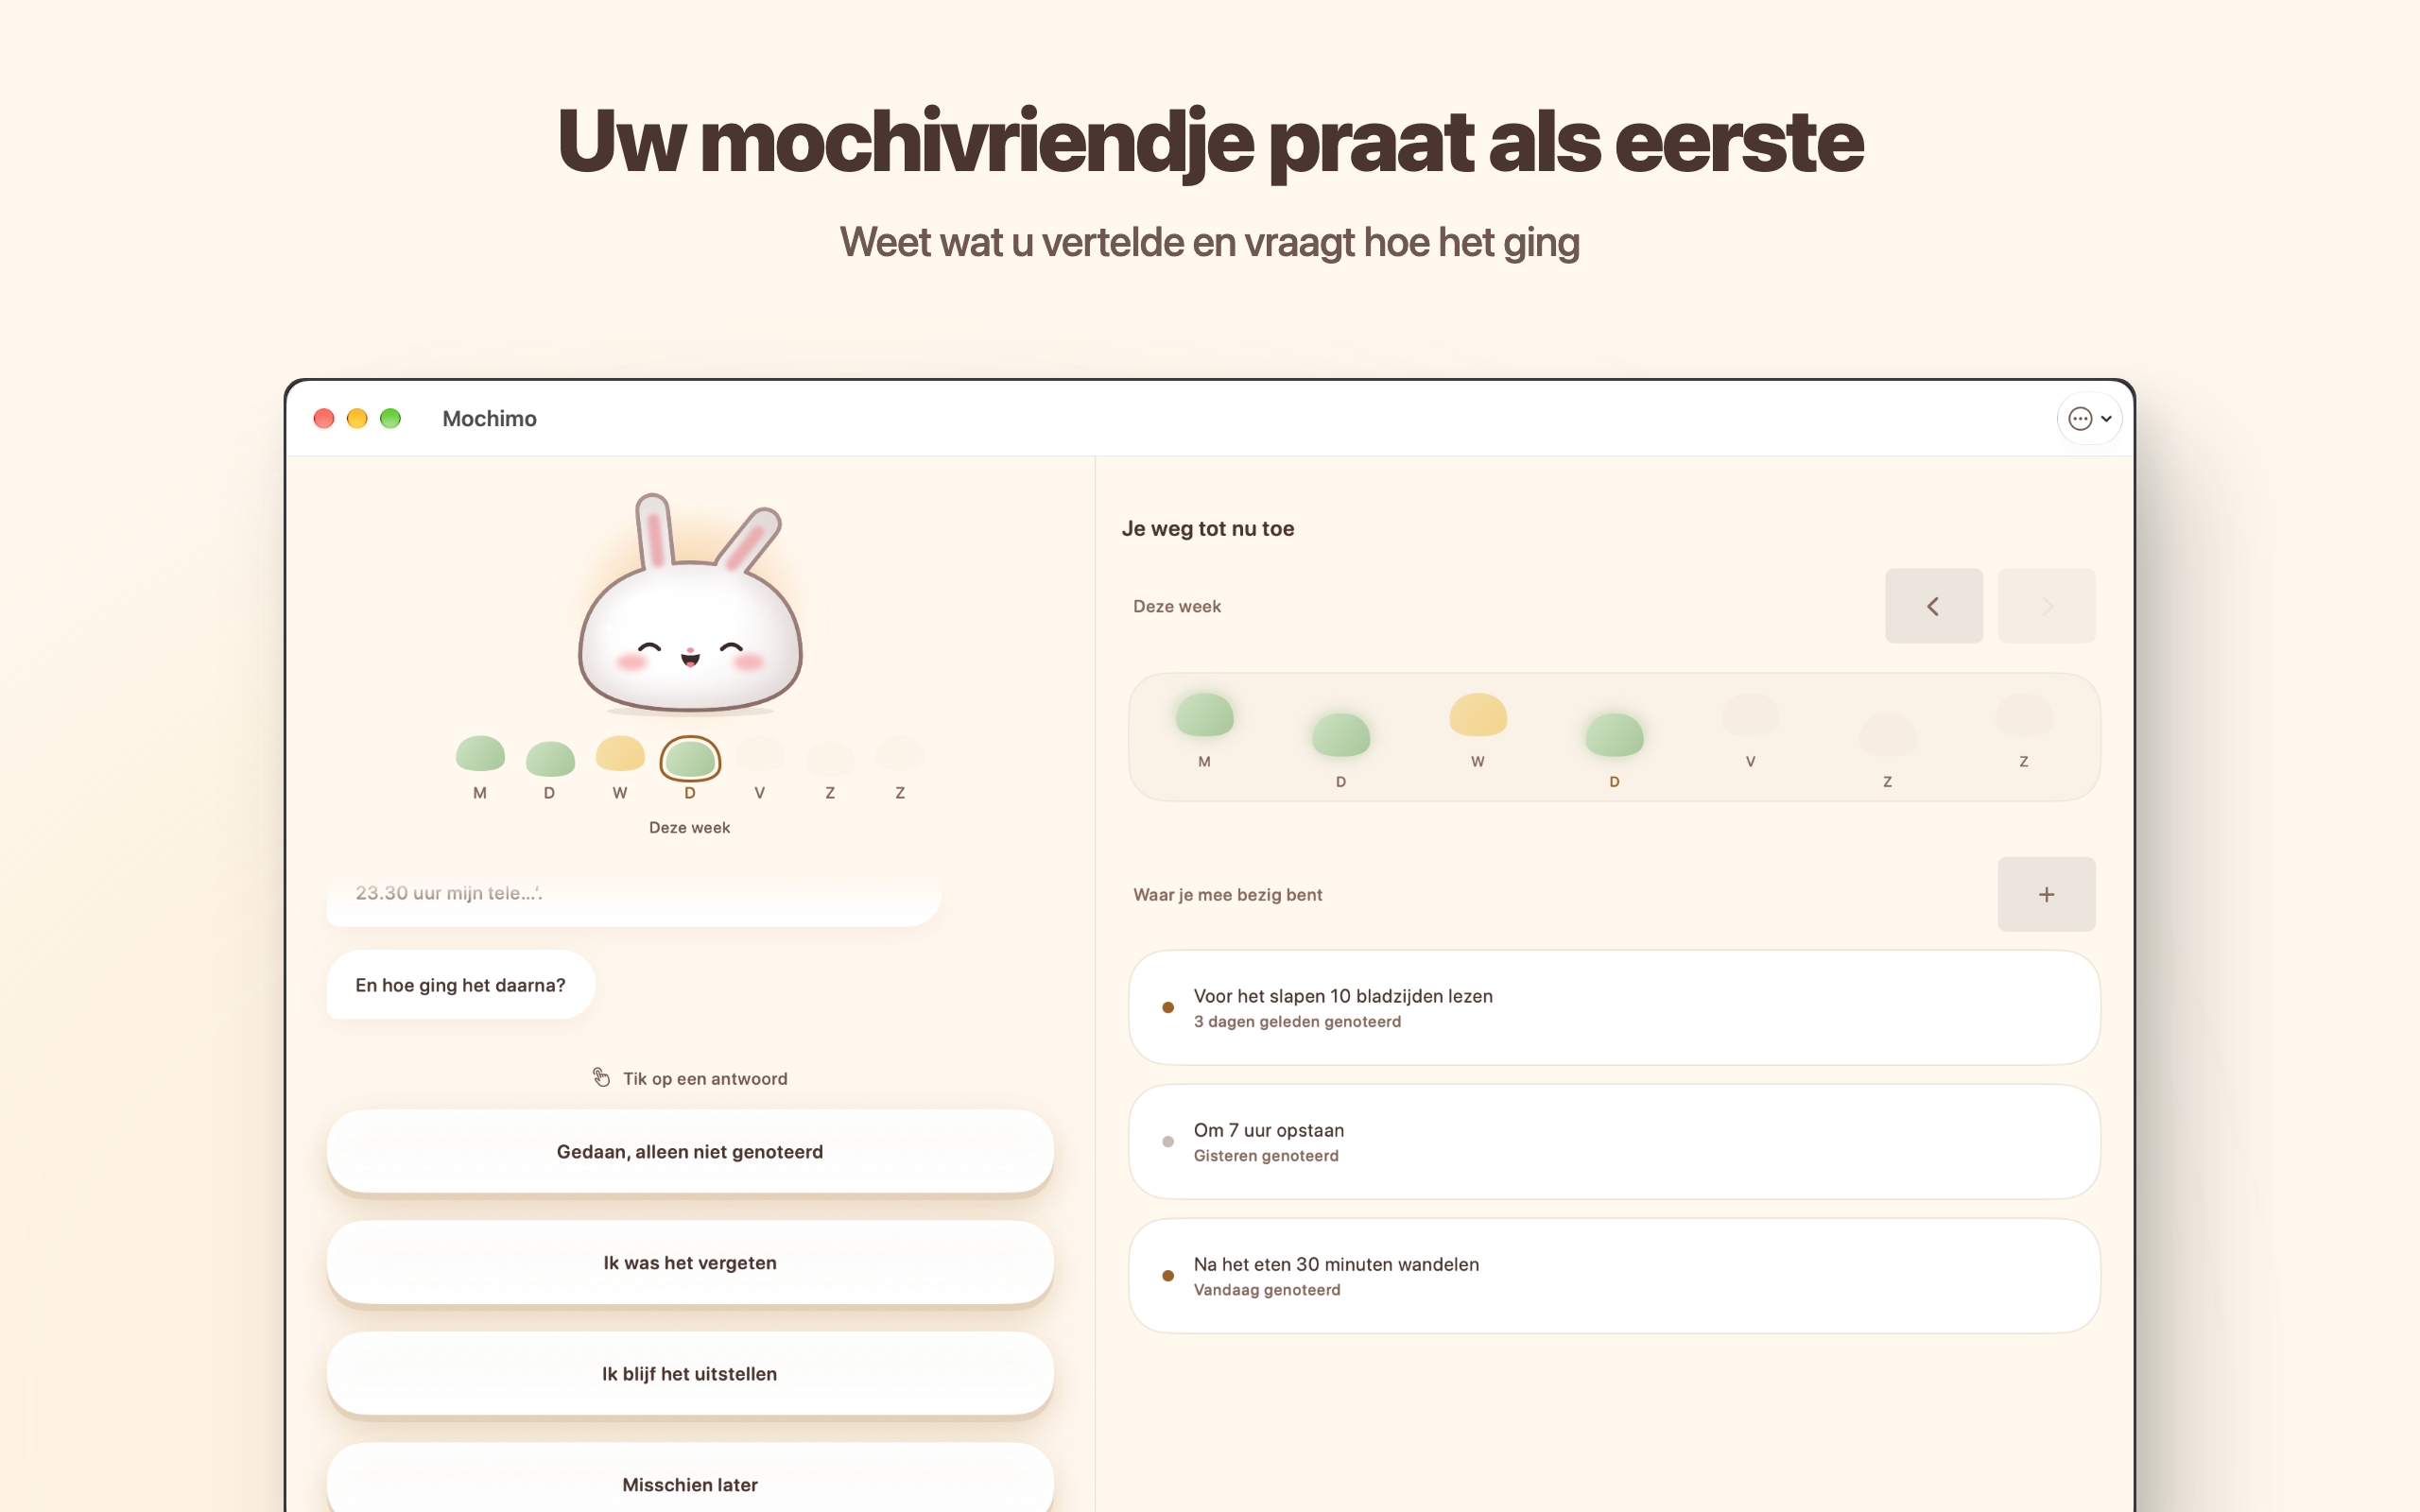 Uw mochivriendje praat als eerste
Weet wat u vertelde en vraagt hoe het ging
Mochimo
M D W D V Z Z
Deze week
23.30 uur mijn tele...‘.
En hoe ging het daarna?
Tik op een antwoord
Gedaan, alleen niet genoteerd
Ik was het vergeten
Ik blijf het uitstellen
Misschien later
Je weg tot nu toe
Deze week
M D W D V Z Z
Waar je mee bezig bent
Voor het slapen 10 bladzijden lezen
3 dagen geleden genoteerd
Om 7 uur opstaan
Gisteren genoteerd
Na het eten 30 minuten wandelen
Vandaag genoteerd